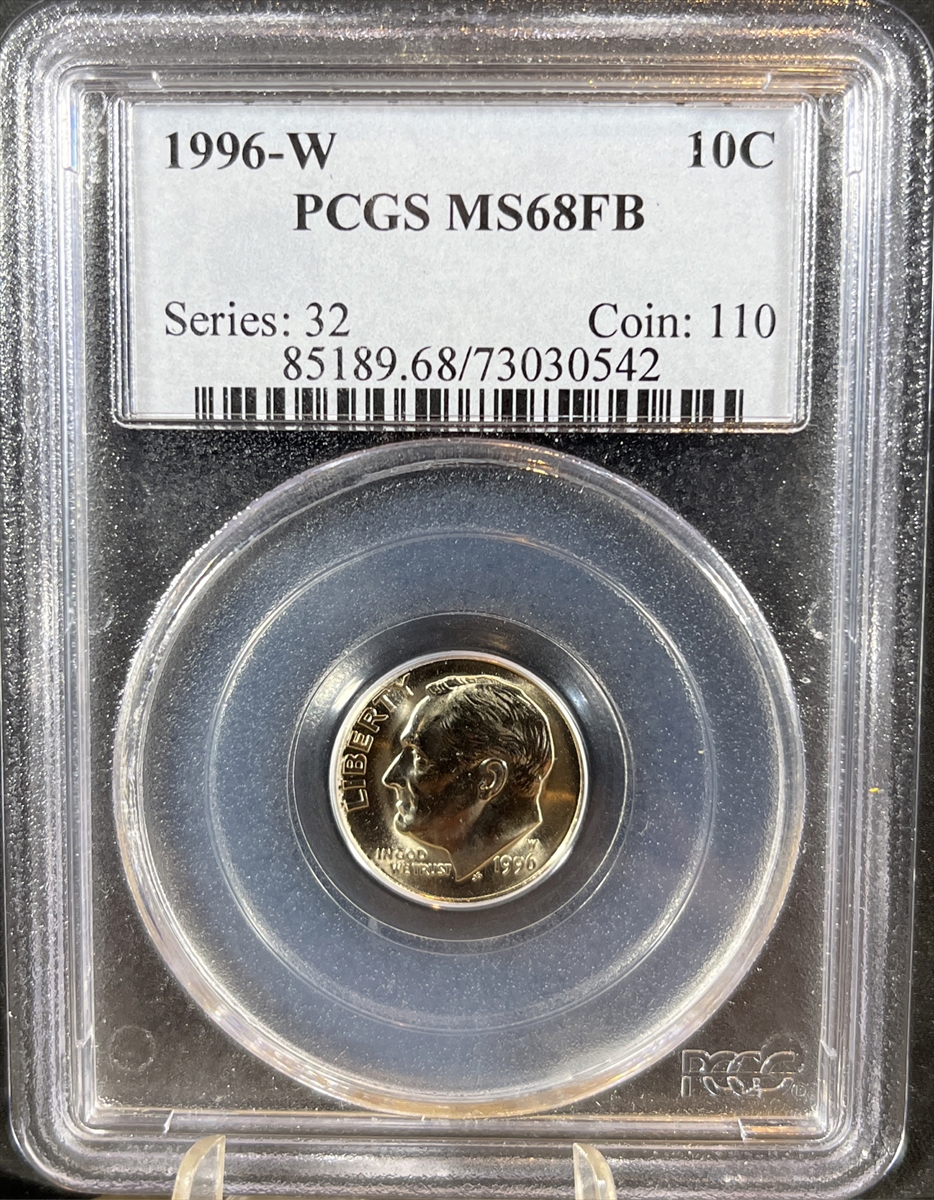 1996-W 10C
PCGS MS68FB
Series: 32 Coin: 110
85189.68/73030542
LIBERTY
IN GOD
WE TRUST
W
1996
PCGS